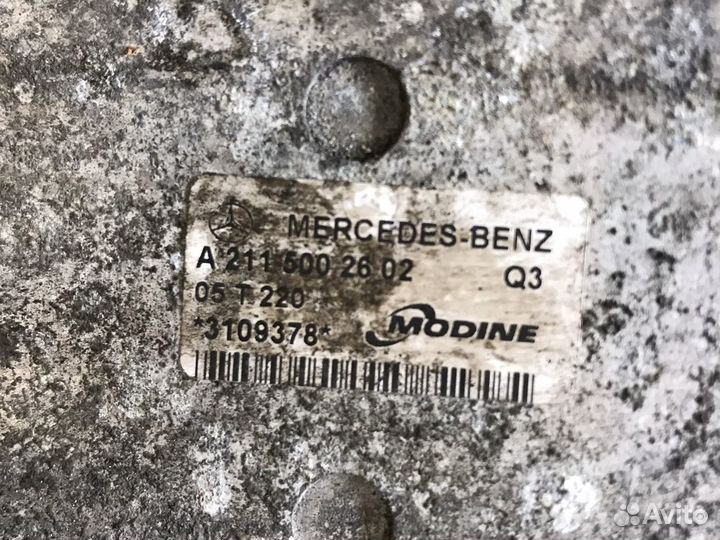 MERCEDES-BENZ
A 211 500 26 02 Q3
05 T 220
*3109378* MODINE
Avito